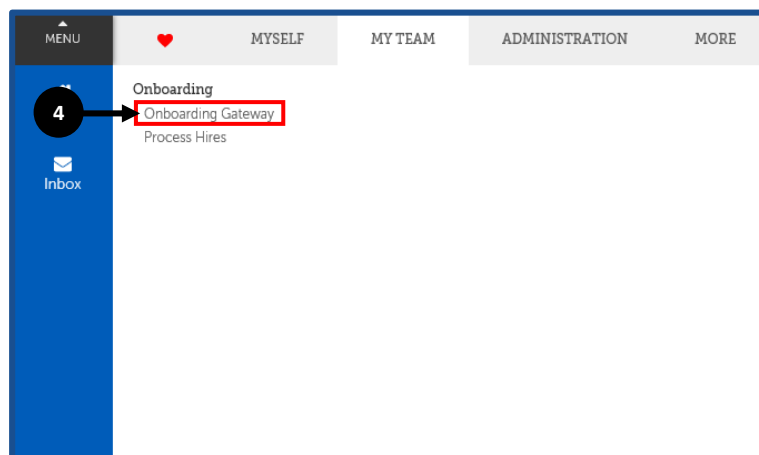 MENU
MYSELF
MY TEAM
ADMINISTRATION
MORE
Onboarding
4
Onboarding Gateway
Process Hires
Inbox